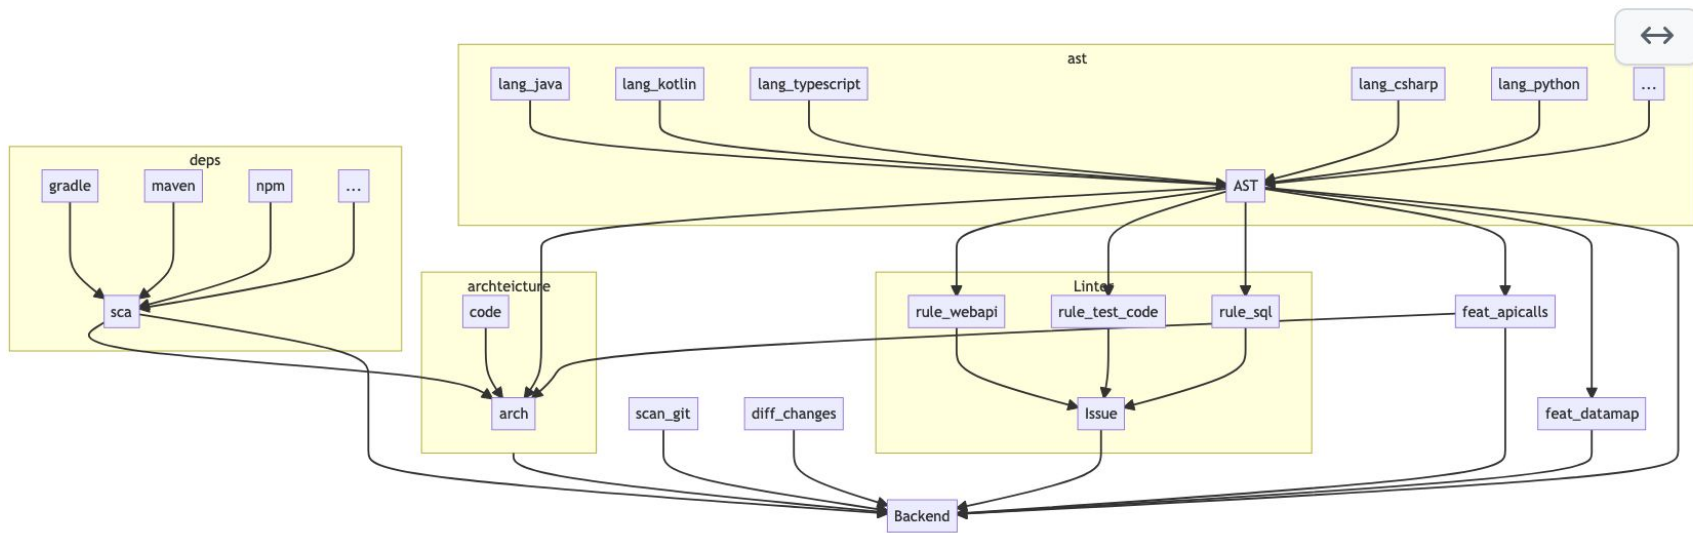 ast
lang_java
lang_kotlin
lang_typescript
lang_csharp
lang_python
...
deps
gradle
maven
npm
...
AST
archteicture
Linter
sca
code
rule_webapi
rule_test_code
rule_sql
feat_apicalls
arch
scan_git
diff_changes
Issue
feat_datamap
Backend